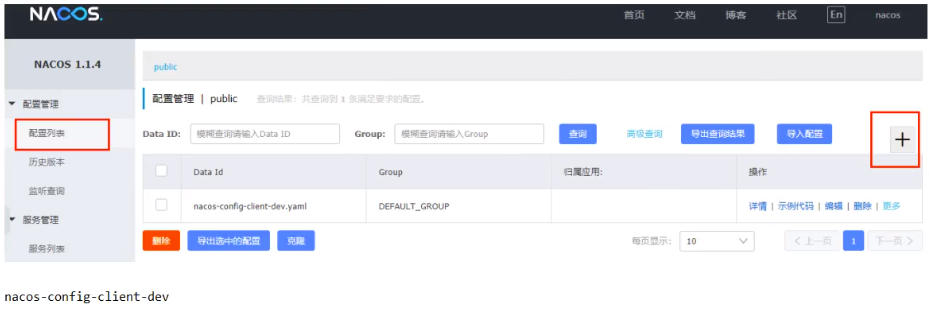 NACOS.
首页 文档 博客 社区 En nacos
NACOS 1.1.4
public
配置管理
配置管理 | public 查询结果：共查询到 1 条满足要求的配置。
配置列表
Data ID: 模糊查询请输入Data ID Group: 模糊查询请输入Group 查询 高级查询 导出查询结果 导入配置 +
历史版本
Data Id Group 归属应用: 操作
监听查询
nacos-config-client-dev.yaml DEFAULT_GROUP 详情 | 示例代码 | 编辑 | 删除 | 更多
服务管理
删除 导出选中的配置 克隆 每页显示: 10 < 上一页 1 下一页 >
服务列表
nacos-config-client-dev